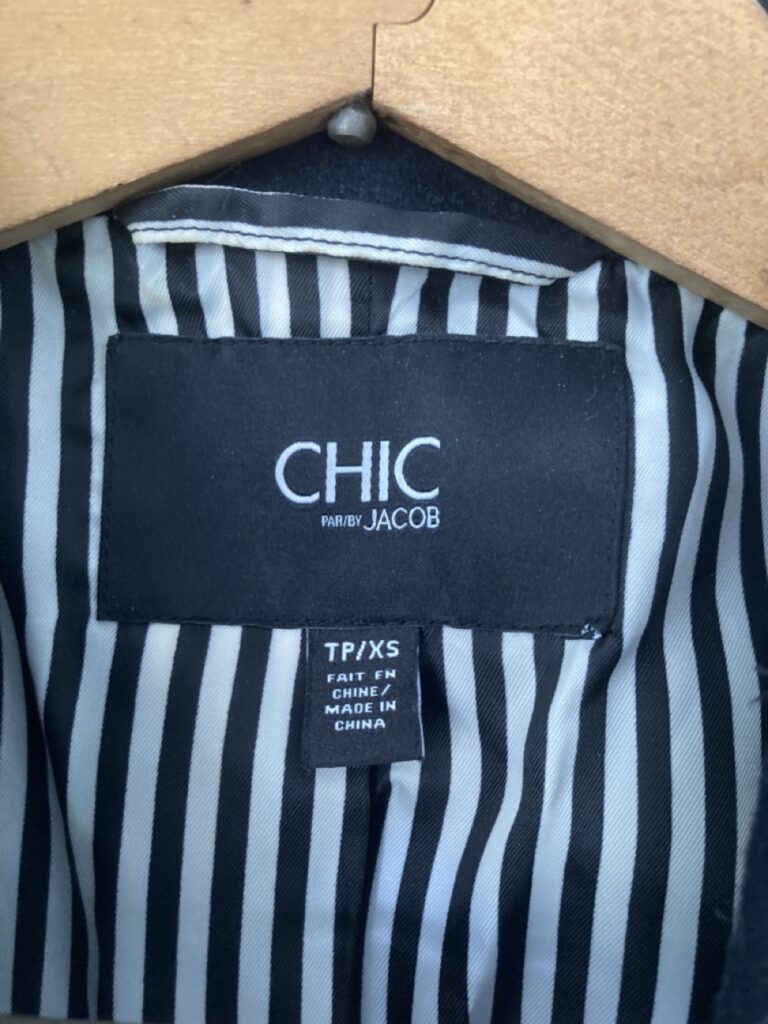 CHIC
PAR/BY JACOB
TP/XS
FAIT EN
CHINE/
MADE IN
CHINA